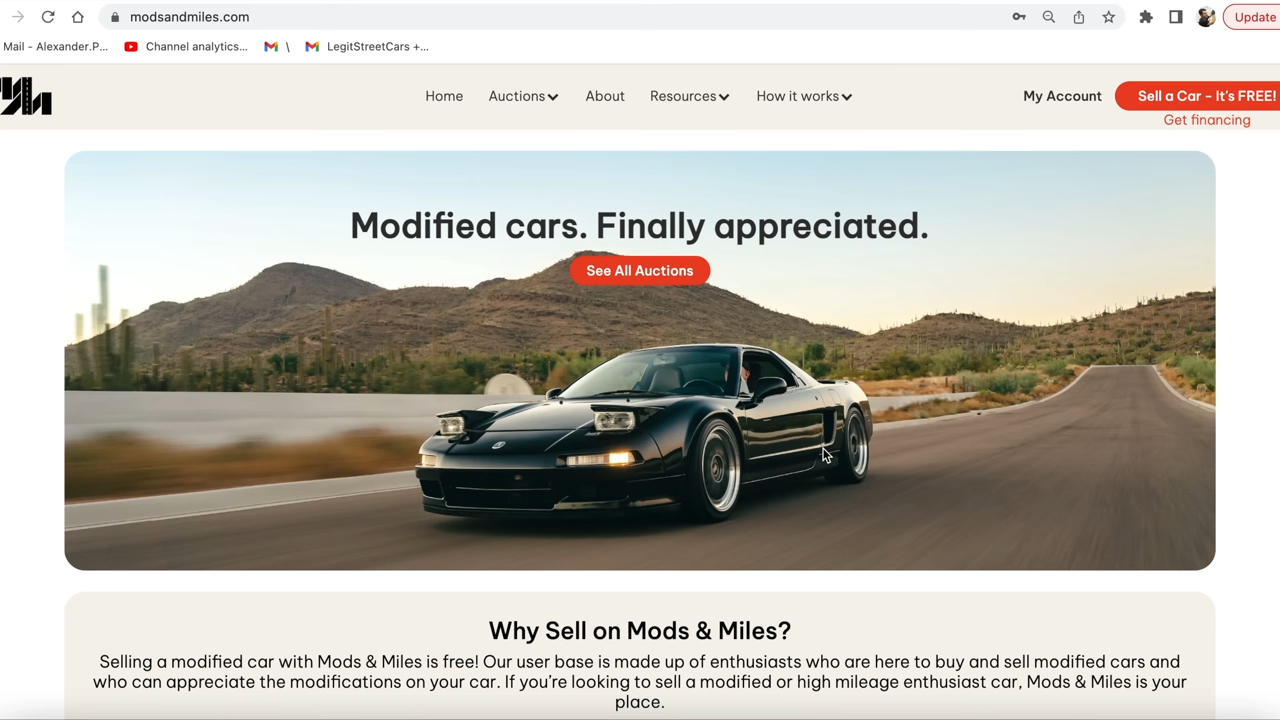 modsandmiles.com
Update
Mail - Alexander.P...
Channel analytics...
\
LegitStreetCars +...
Home
Auctions
About
Resources
How it works
My Account
Sell a Car - It's FREE!
Get financing
Modified cars. Finally appreciated.
See All Auctions
Why Sell on Mods & Miles?
Selling a modified car with Mods & Miles is free! Our user base is made up of enthusiasts who are here to buy and sell modified cars and
who can appreciate the modifications on your car. If you're looking to sell a modified or high mileage enthusiast car, Mods & Miles is your
place.